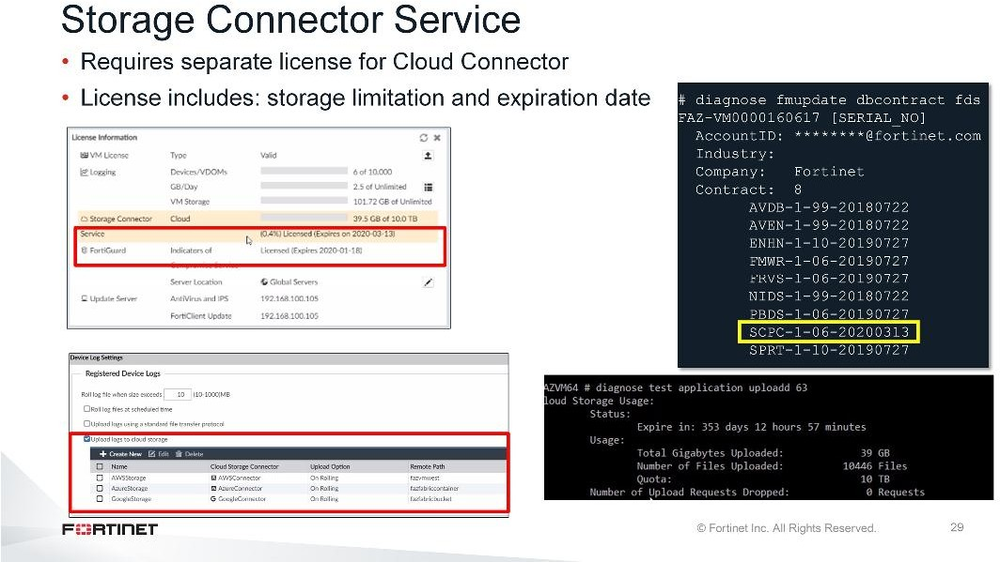 Storage Connector Service
• Requires separate license for Cloud Connector
• License includes: storage limitation and expiration date
License Information
VM License Type Valid
Logging Devices/VDOMs 6 of 10,000
GB/Day 2.5 of Unlimited
VM Storage 101.72 GB of Unlimited
Storage Connector Cloud 39.5 GB of 10.0 TB
Service (0.4%) Licensed (Expires on 2020-03-13)
FortiGuard Indicators of Licensed (Expires 2020-01-18)
Compromise Service
Server Location Global Servers
Update Server AntiVirus and IPS 192.168.100.105
FortiClient Update 192.168.100.105
# diagnose fmupdate dbcontract fds
FAZ-VM0000160617 [SERIAL_NO]
AccountID: ********@fortinet.com
Industry:
Company: Fortinet
Contract: 8
AVDB-1-99-20180722
AVEN-1-99-20180722
ENHN-1-10-20190727
FMWR-1-06-20190727
FRVS-1-06-20190727
NIDS-1-99-20180722
PBDS-1-06-20190727
SCPC-1-06-20200313
SPRT-1-10-20190727
Device Log Settings
Registered Device Logs
Roll log file when size exceeds 10 (10-1000)MB
Roll log files at scheduled time
Upload logs using a standard file transfer protocol
Upload logs to cloud storage
+ Create New Edit Delete
Name Cloud Storage Connector Upload Option Remote Path
AWSStorage AWSConnector On Rolling fazvmwest
AzureStorage AzureConnector On Rolling fazfabriccontainer
GoogleStorage GoogleConnector On Rolling fazfabricbucket
AZVM64 # diagnose test application uploadd 63
loud Storage Usage:
Status:
Expire in: 353 days 12 hours 57 minutes
Usage:
Total Gigabytes Uploaded: 39 GB
Number of Files Uploaded: 10446 Files
Quota: 10 TB
Number of Upload Requests Dropped: 0 Requests
FORTINET
© Fortinet Inc. All Rights Reserved.
29